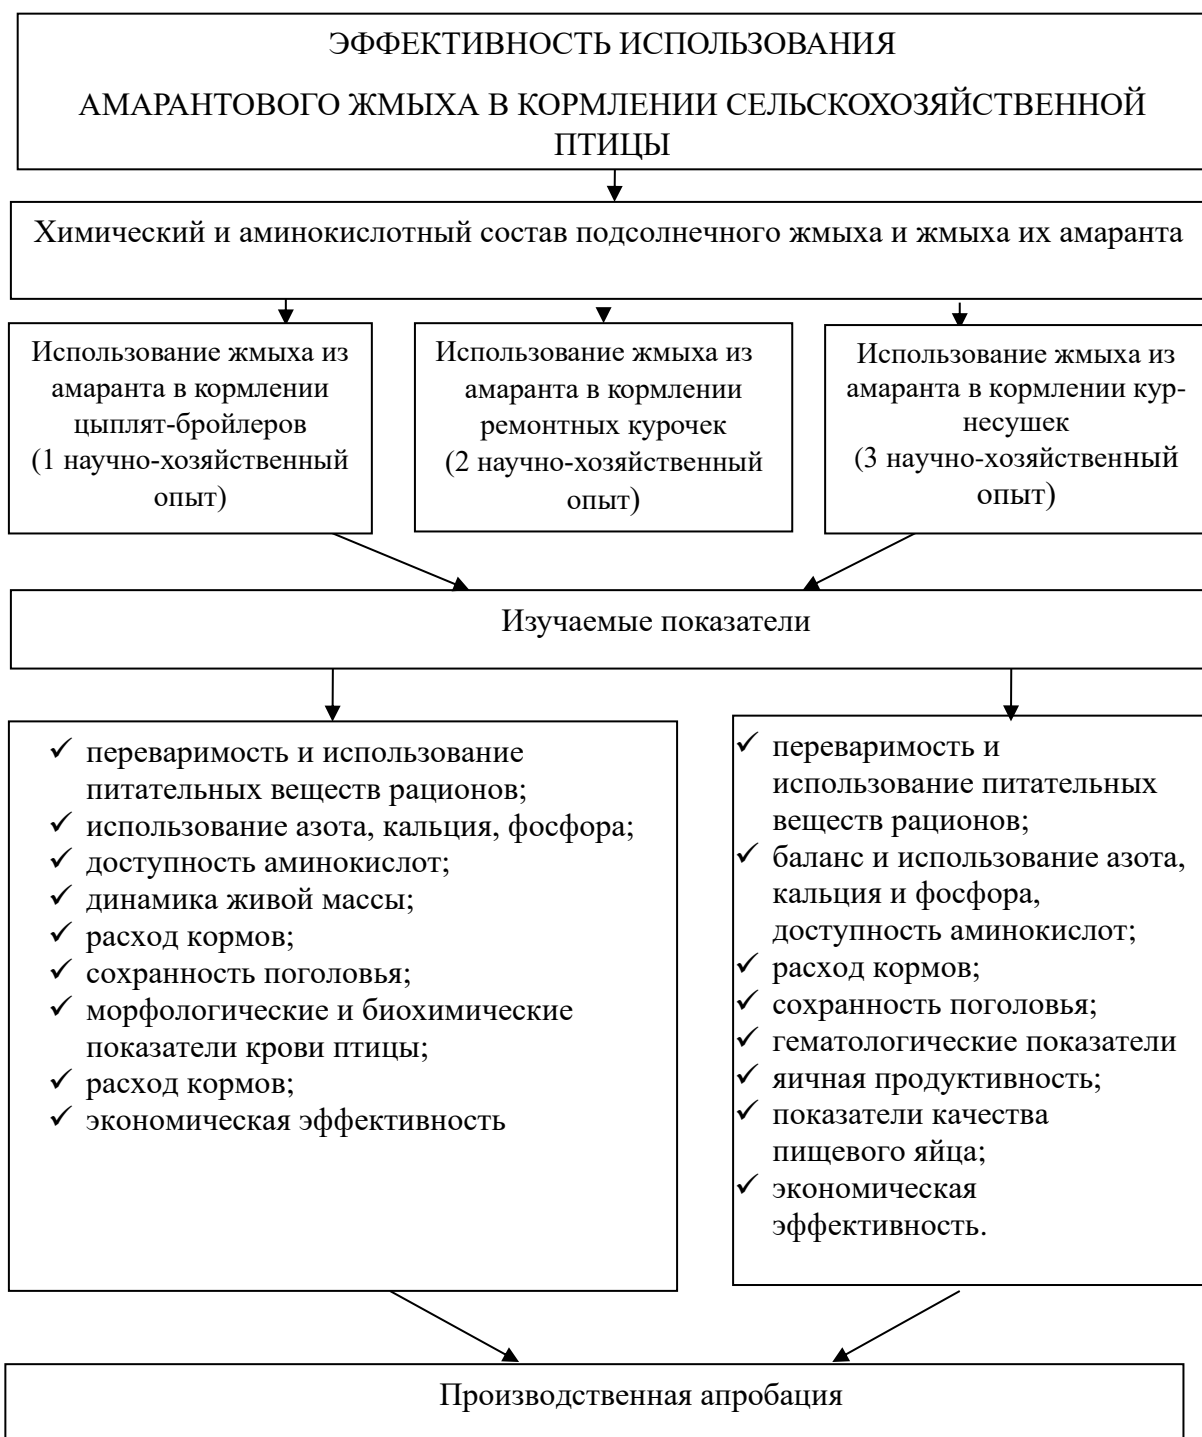 ЭФФЕКТИВНОСТЬ ИСПОЛЬЗОВАНИЯ
АМАРАНТОВОГО ЖМЫХА В КОРМЛЕНИИ СЕЛЬСКОХОЗЯЙСТВЕННОЙ
ПТИЦЫ
Химический и аминокислотный состав подсолнечного жмыха и жмыха их амаранта
Использование жмыха из
амаранта в кормлении
цыплят-бройлеров
(1 научно-хозяйственный
опыт)
Использование жмыха из
амаранта в кормлении
ремонтных курочек
(2 научно-хозяйственный
опыт)
Использование жмыха из
амаранта в кормлении кур-
несушек
(3 научно-хозяйственный
опыт)
Изучаемые показатели
✓ переваримость и использование
питательных веществ рационов;
✓ использование азота, кальция, фосфора;
✓ доступность аминокислот;
✓ динамика живой массы;
✓ расход кормов;
✓ сохранность поголовья;
✓ морфологические и биохимические
показатели крови птицы;
✓ расход кормов;
✓ экономическая эффективность
✓ переваримость и
использование питательных
веществ рационов;
✓ баланс и использование азота,
кальция и фосфора,
доступность аминокислот;
✓ расход кормов;
✓ сохранность поголовья;
✓ гематологические показатели
✓ яичная продуктивность;
✓ показатели качества
пищевого яйца;
✓ экономическая
эффективность.
Производственная апробация